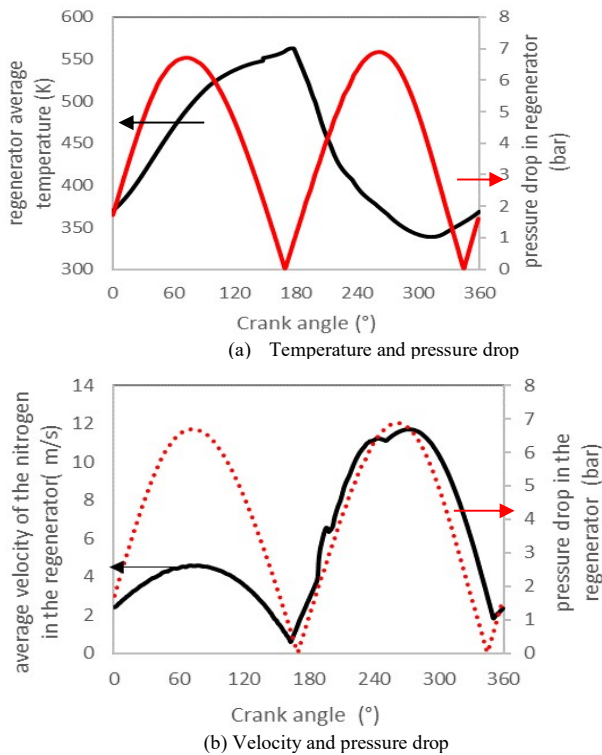 600
550
500
450
400
350
300
regenerator average
temperature (K)
8
7
6
5
4
3
2
1
0
pressure drop in regenerator
(bar)
0 60 120 180 240 300 360
Crank angle (°)
(a) Temperature and pressure drop
14
12
10
8
6
4
2
0
average velocity of the nitrogen
in the regenerator( m/s)
8
7
6
5
4
3
2
1
0
pressure drop in the
regenerator (bar)
0 60 120 180 240 300 360
Crank angle (°)
(b) Velocity and pressure drop